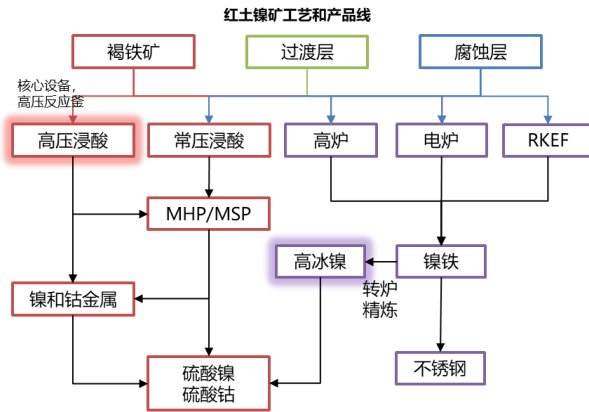 红土镍矿工艺和产品线
褐铁矿
过渡层
腐蚀层
核心设备，
高压反应釜
高压浸酸
常压浸酸
高炉
电炉
RKEF
MHP/MSP
高冰镍
镍铁
转炉
精炼
镍和钴金属
硫酸镍
硫酸钴
不锈钢